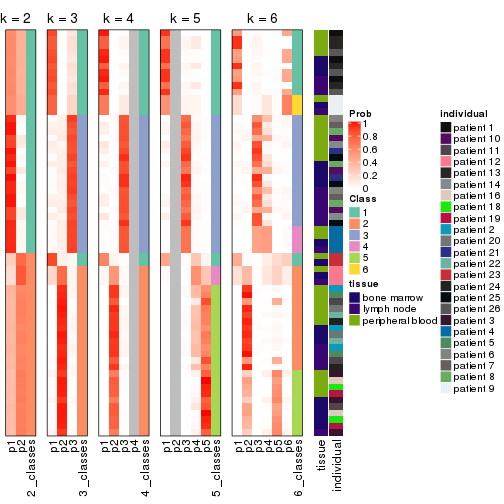 k = 2 k = 3 k = 4 k = 5 k = 6
p1 p2 2_classes p1 p2 p3 3_classes p1 p2 p3 p4 4_classes p1 p2 p3 p4 p5 5_classes p1 p2 p3 p4 p5 p6 6_classes tissue individual
Prob
1
0.8
0.6
0.4
0.2
0
Class
1
2
3
4
5
6
tissue
bone marrow
lymph node
peripheral blood
individual
patient 1
patient 10
patient 11
patient 12
patient 13
patient 14
patient 16
patient 18
patient 19
patient 2
patient 20
patient 21
patient 22
patient 23
patient 24
patient 25
patient 26
patient 3
patient 4
patient 5
patient 6
patient 7
patient 8
patient 9